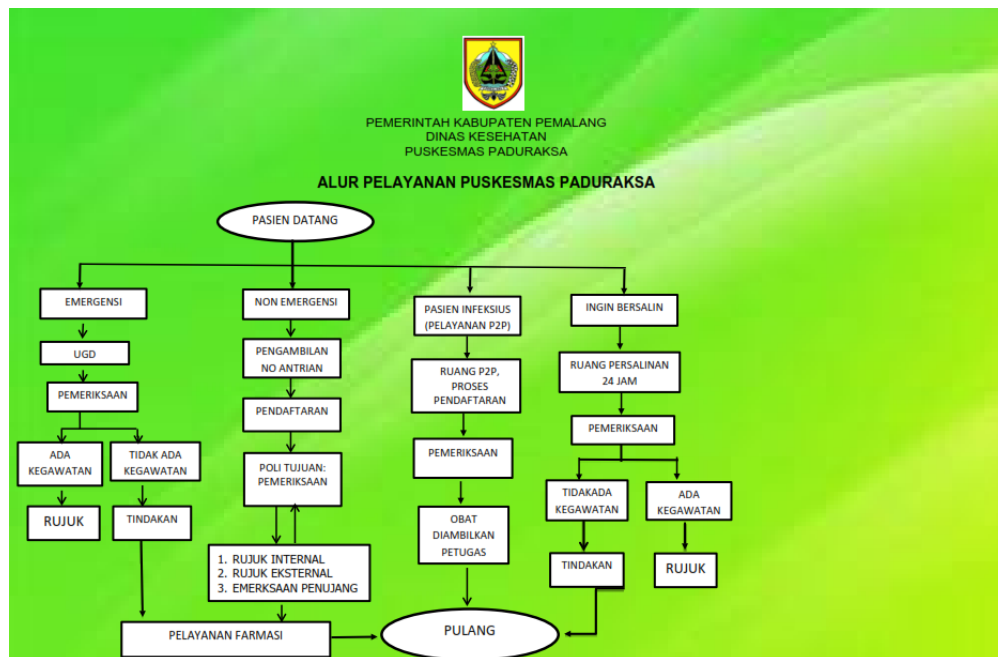 PEMERINTAH KABUPATEN PEMALANG
DINAS KESEHATAN
PUSKESMAS PADURAKSA
ALUR PELAYANAN PUSKESMAS PADURAKSA
PASIEN DATANG
EMERGENSI
UGD
PEMERIKSAAN
ADA
KEGAWATAN
TIDAK ADA
KEGAWATAN
RUJUK
TINDAKAN
NON EMERGENSI
PENGAMBILAN
NO ANTRIAN
PENDAFTARAN
POLI TUJUAN:
PEMERIKSAAN
1. RUJUK INTERNAL
2. RUJUK EKSTERNAL
3. EMERKSAAN PENUJANG
PELAYANAN FARMASI
PASIEN INFEKSIUS
(PELAYANAN P2P)
RUANG P2P,
PROSES
PENDAFTARAN
PEMERIKSAAN
OBAT
DIAMBILKAN
PETUGAS
PULANG
INGIN BERSALIN
RUANG PERSALINAN
24 JAM
PEMERIKSAAN
TIDAKADA
KEGAWATAN
ADA
KEGAWATAN
TINDAKAN
RUJUK